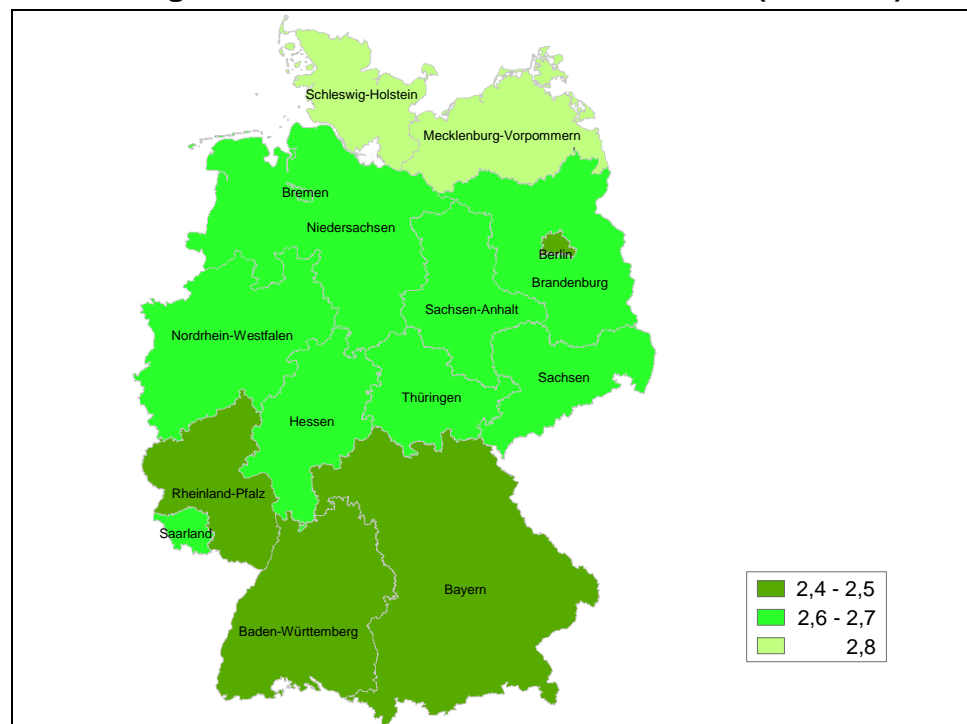 Schleswig-Holstein
Mecklenburg-Vorpommern
Bremen
Niedersachsen
Berlin
Brandenburg
Sachsen-Anhalt
Nordrhein-Westfalen
Sachsen
Thüringen
Hessen
Rheinland-Pfalz
Saarland
Bayern
Baden-Württemberg
2,4 - 2,5
2,6 - 2,7
2,8